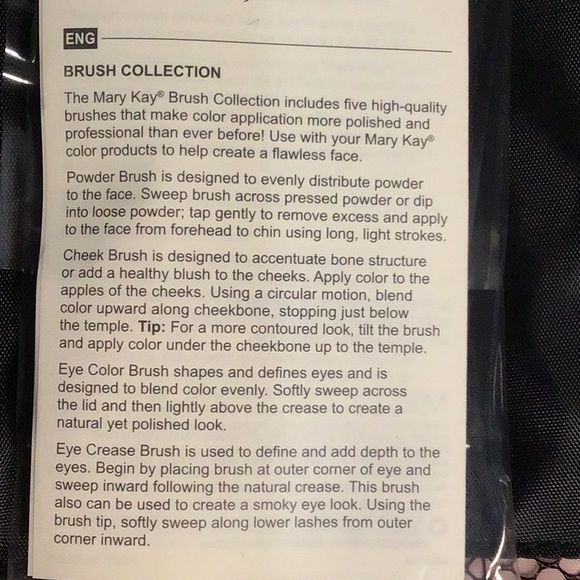 ENG
BRUSH COLLECTION
The Mary Kay® Brush Collection includes five high-quality
brushes that make color application more polished and
professional than ever before! Use with your Mary Kay®
color products to help create a flawless face.
Powder Brush is designed to evenly distribute powder
to the face. Sweep brush across pressed powder or dip
into loose powder; tap gently to remove excess and apply
to the face from forehead to chin using long, light strokes.
Cheek Brush is designed to accentuate bone structure
or add a healthy blush to the cheeks. Apply color to the
apples of the cheeks. Using a circular motion, blend
color upward along cheekbone, stopping just below
the temple. Tip: For a more contoured look, tilt the brush
and apply color under the cheekbone up to the temple.
Eye Color Brush shapes and defines eyes and is
designed to blend color evenly. Softly sweep across
the lid and then lightly above the crease to create a
natural yet polished look.
Eye Crease Brush is used to define and add depth to the
eyes. Begin by placing brush at outer corner of eye and
sweep inward following the natural crease. This brush
also can be used to create a smoky eye look. Using the
brush tip, softly sweep along lower lashes from outer
corner inward.